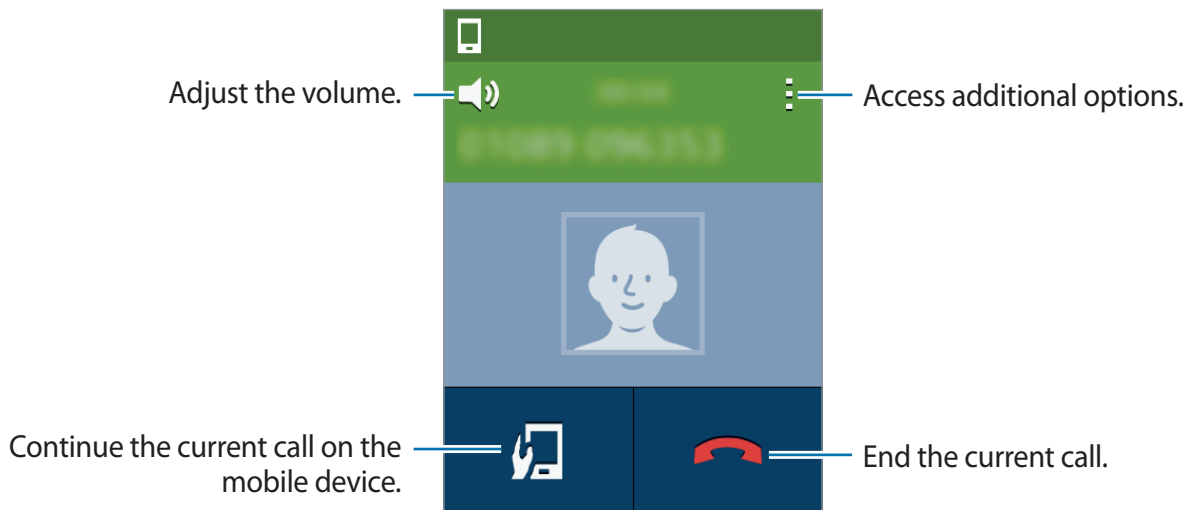 Adjust the volume.
Access additional options.
Continue the current call on the
mobile device.
End the current call.